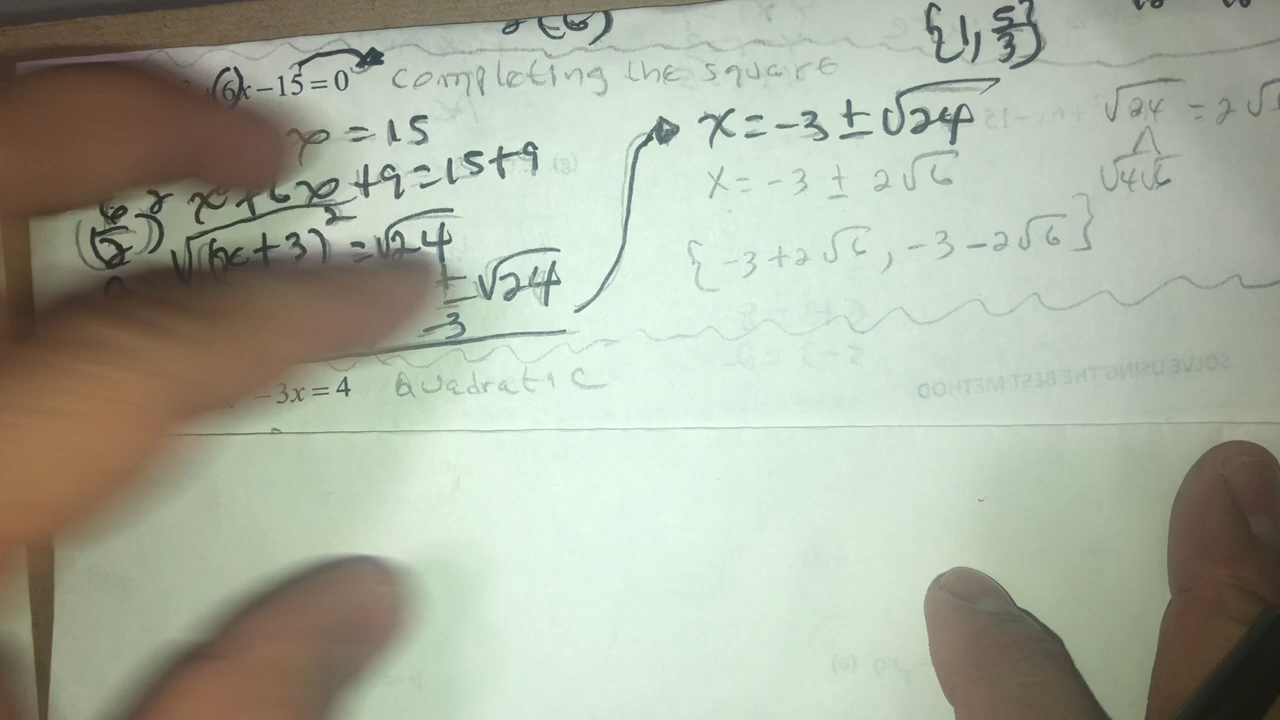 {1, 5/3}
6x−15=0 completing the square
x = 15
x²+6x+9=15+9
(6/2)²
√(x+3)² = √24
± √24
−3
x = −3 ± √24
x = −3 ± 2√6
√24 = 2√
√4√6
{−3+2√6, −3−2√6}
−3x = 4 Quadratic
SOLVE USING THE BEST METHOD